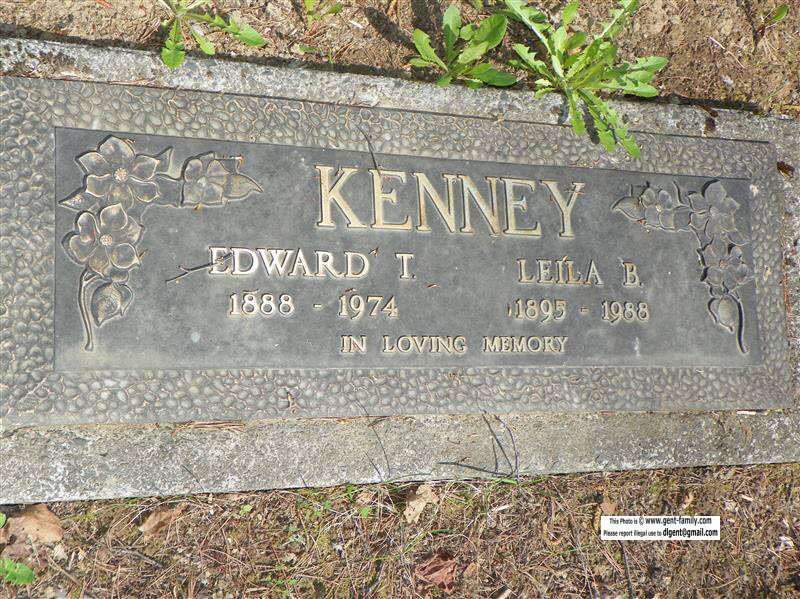 KENNEY
EDWARD T. LEILA B.
1888 - 1974 1895 - 1988
IN LOVING MEMORY
This Photo is © www.gent-family.com
Please report illegal use to dlgent@gmail.com